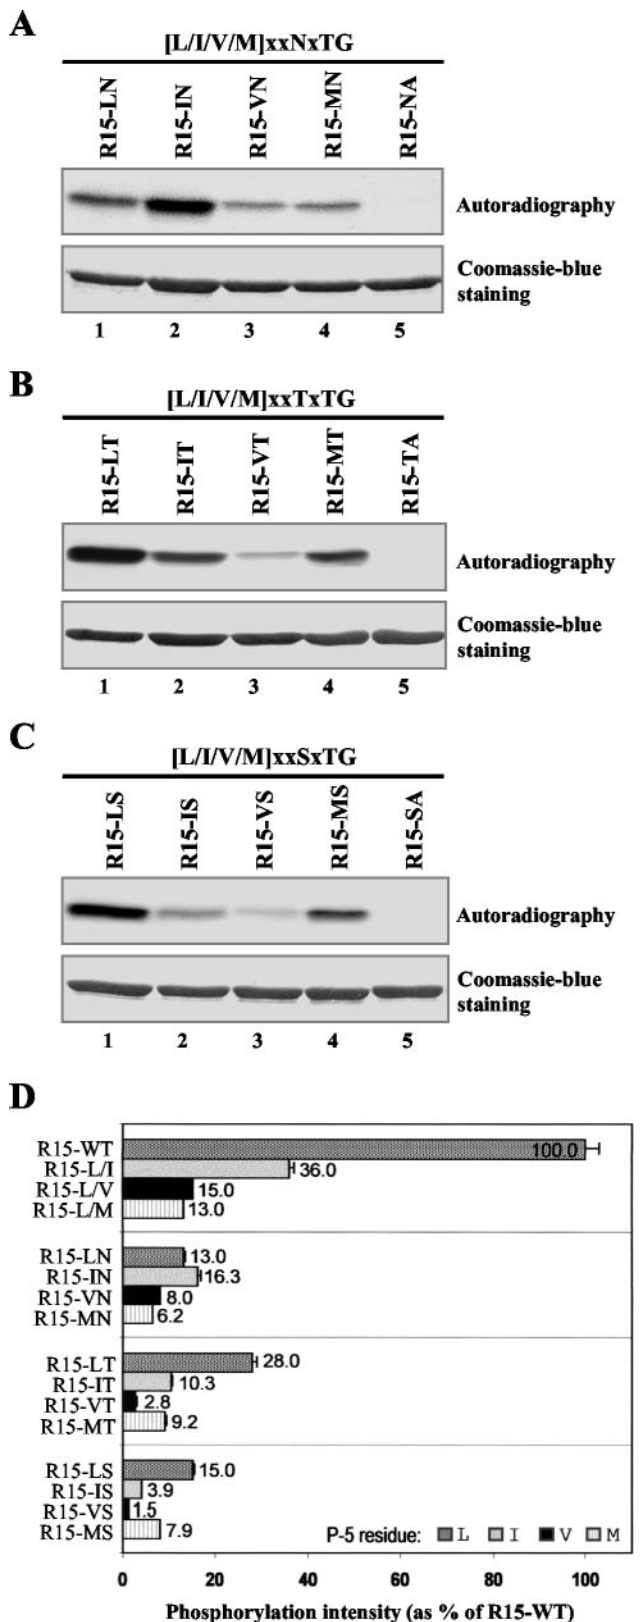 A
[L/I/V/M]xxNxTG
R15-LN R15-IN R15-VN R15-MN R15-NA
Autoradiography
Coomassie-blue
staining
1 2 3 4 5
B
[L/I/V/M]xxTxTG
R15-LT R15-IT R15-VT R15-MT R15-TA
Autoradiography
Coomassie-blue
staining
1 2 3 4 5
C
[L/I/V/M]xxSxTG
R15-LS R15-IS R15-VS R15-MS R15-SA
Autoradiography
Coomassie-blue
staining
1 2 3 4 5
D
R15-WT 100.0
R15-L/I 36.0
R15-L/V 15.0
R15-L/M 13.0
R15-LN 13.0
R15-IN 16.3
R15-VN 8.0
R15-MN 6.2
R15-LT 28.0
R15-IT 10.3
R15-VT 2.8
R15-MT 9.2
R15-LS 15.0
R15-IS 3.9
R15-VS 1.5
R15-MS 7.9 P-5 residue: L I V M
0 20 40 60 80 100
Phosphorylation intensity (as % of R15-WT)